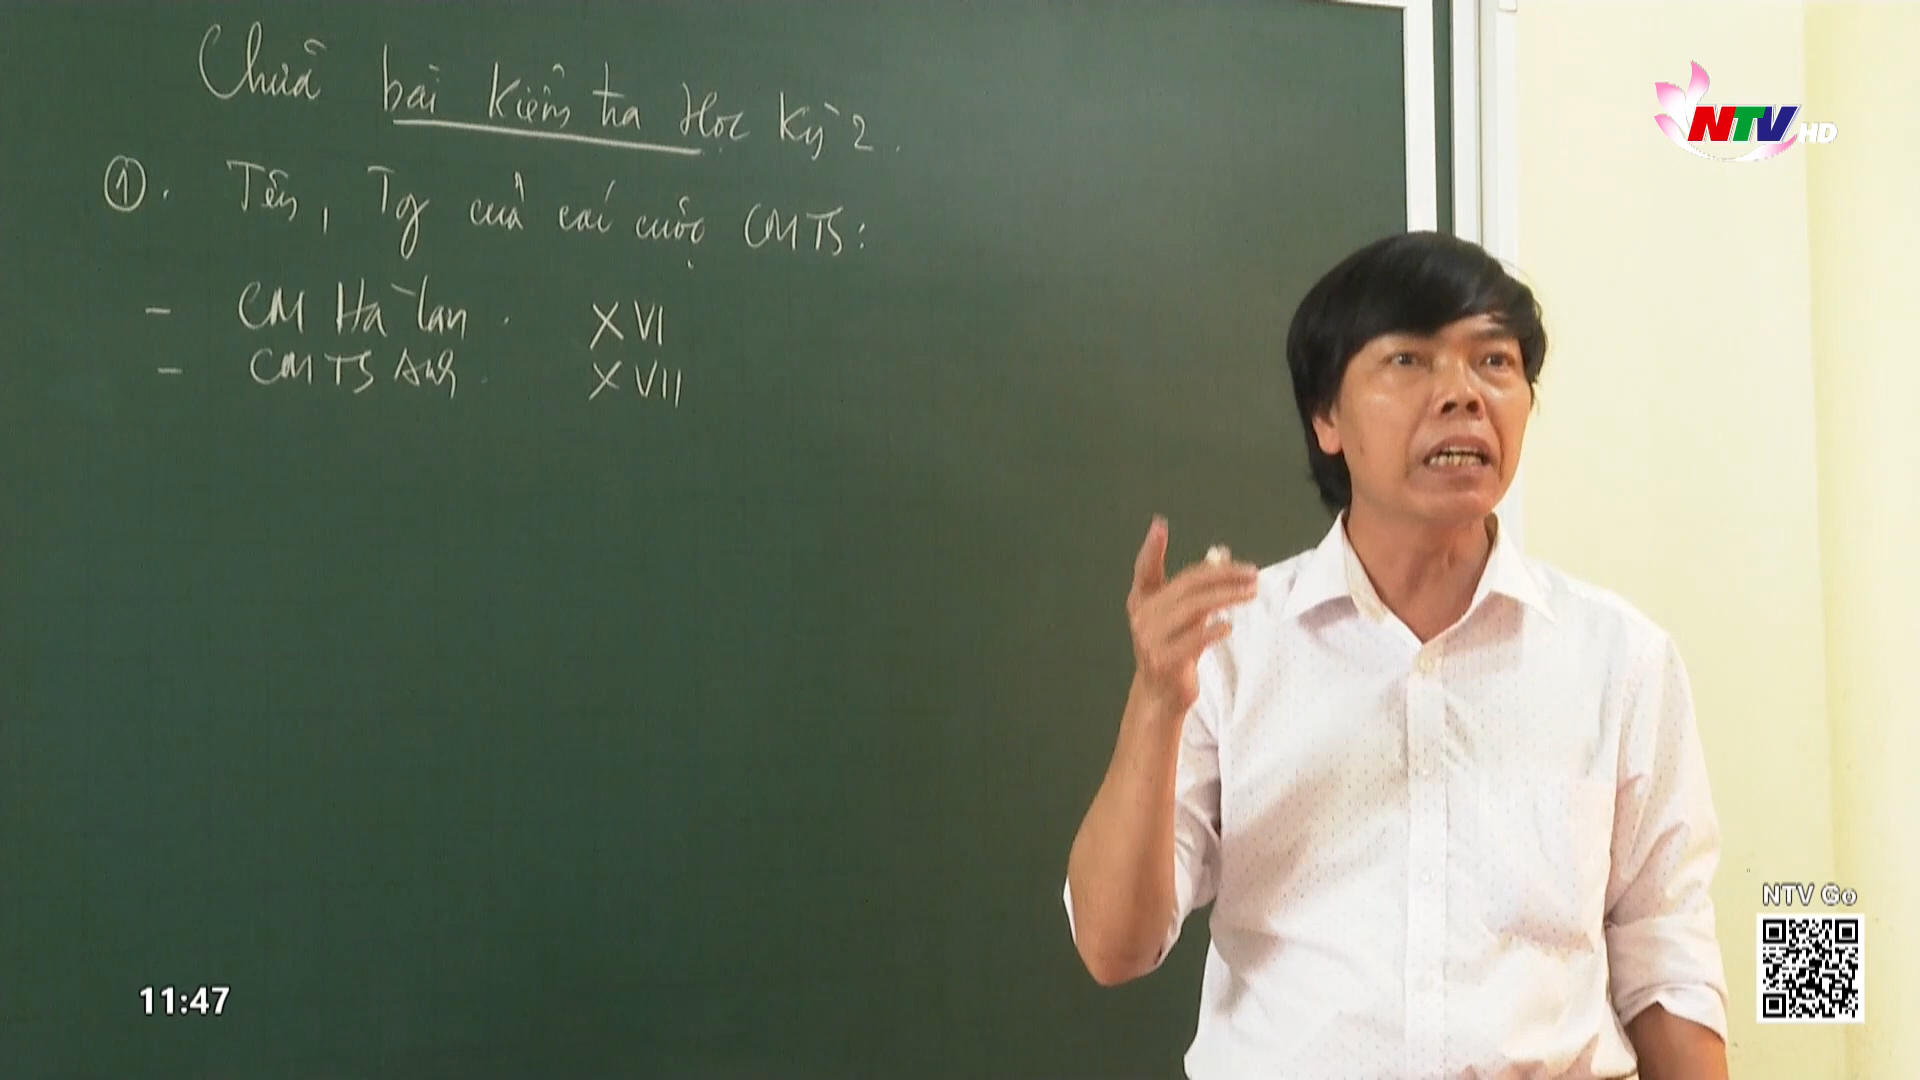 Chữa bài kiểm tra Học Kỳ 2.
①. Tên, Tg của các cuộc CMTS:
- CM Hà Lan. XVI
- CMTS Anh. XVII
NTV HD
NTV Go
11:47